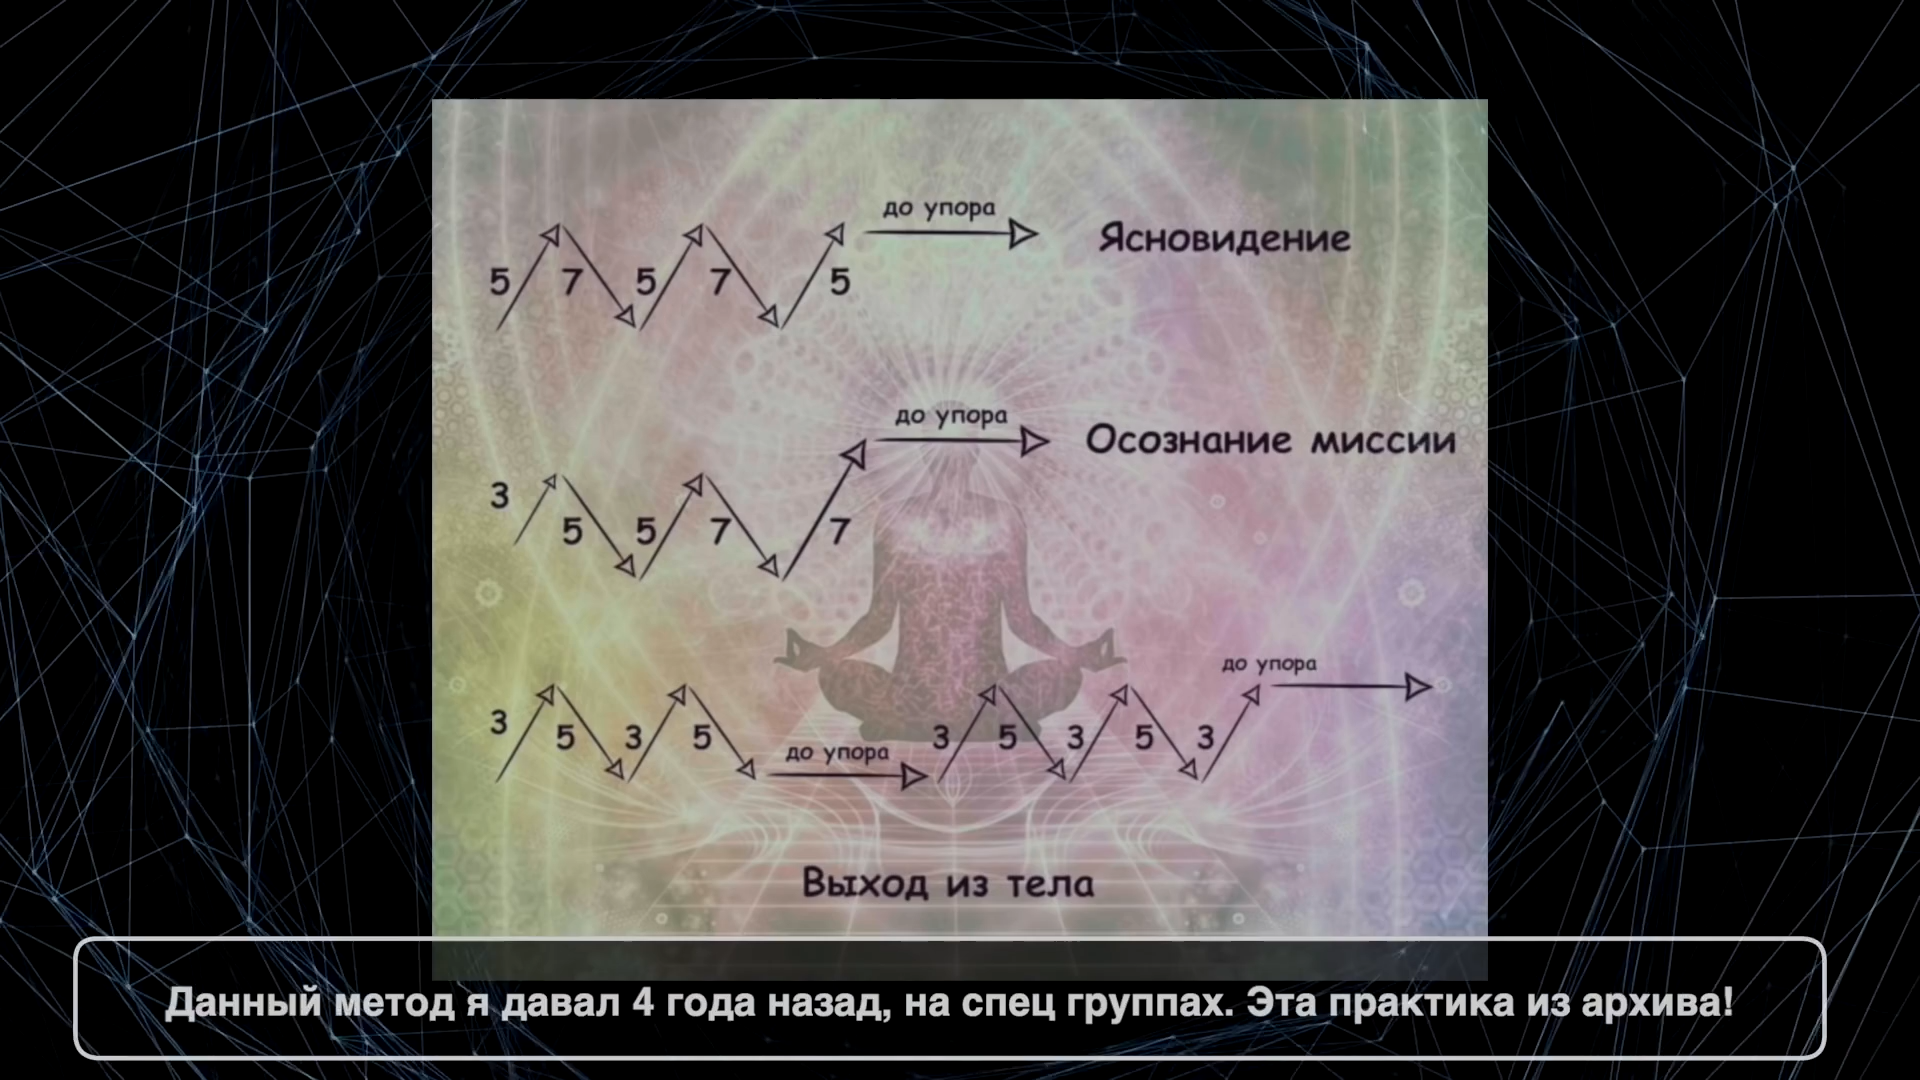 до упора
5 7 5 7 5 Ясновидение
до упора
Осознание миссии
3 5 5 7 7
до упора
3 5 3 5 до упора 3 5 3 5 3
Выход из тела
Данный метод я давал 4 года назад, на спец группах. Эта практика из архива!